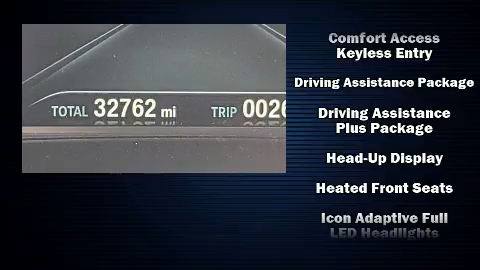 TOTAL 32762 mi TRIP 0026
Comfort Access
Keyless Entry
Driving Assistance Package
Driving Assistance
Plus Package
Head-Up Display
Heated Front Seats
Icon Adaptive Full
LED Headlights